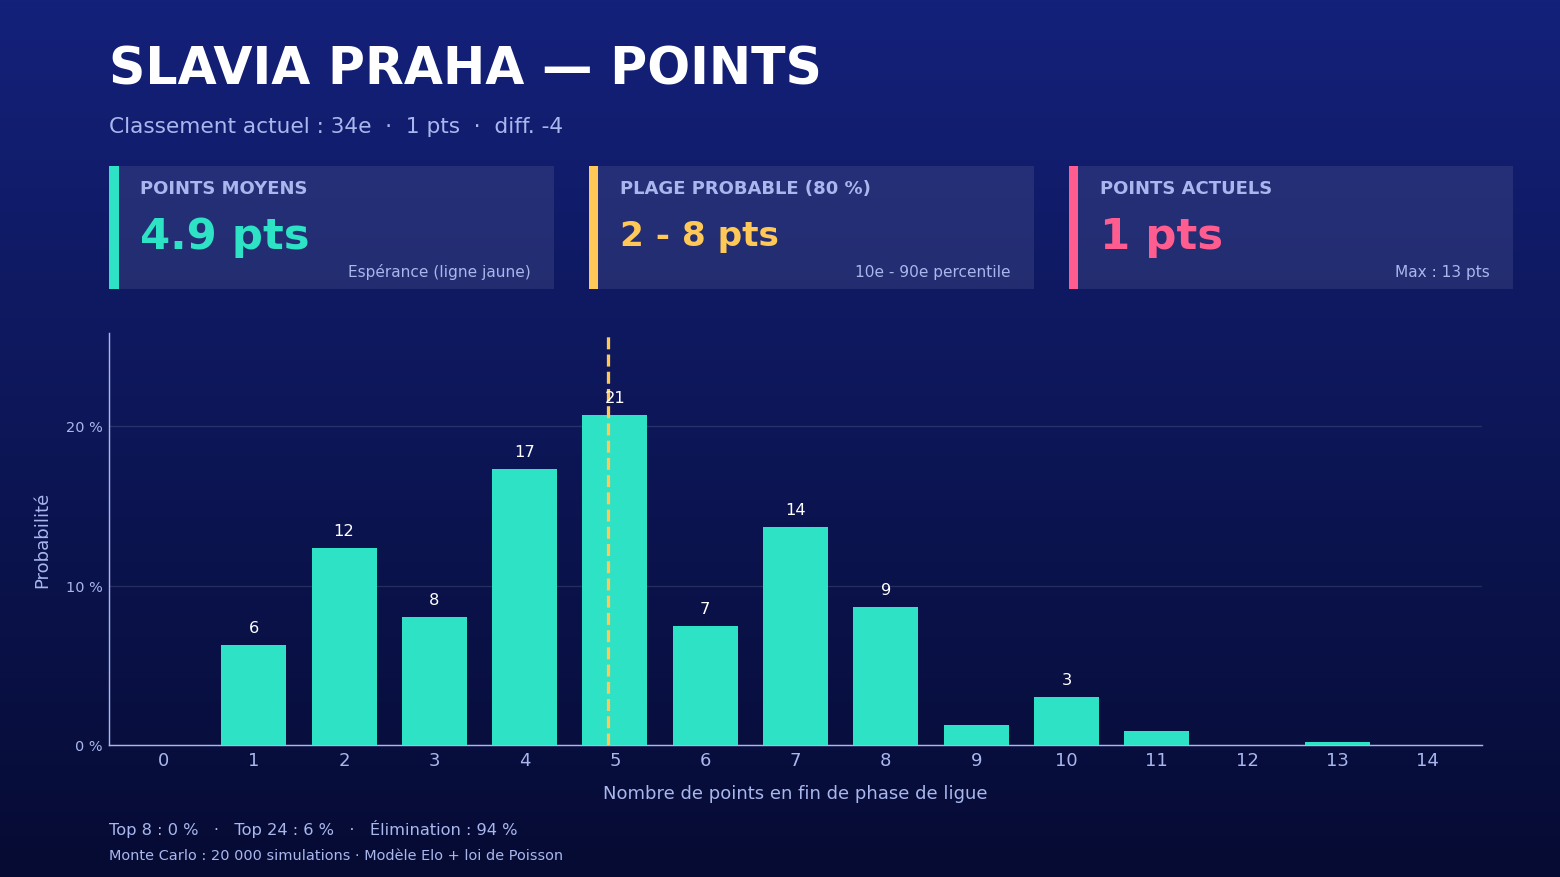 SLAVIA PRAHA — POINTS
Classement actuel : 34e · 1 pts · diff. -4
POINTS MOYENS
4.9 pts
Espérance (ligne jaune)
PLAGE PROBABLE (80 %)
2 - 8 pts
10e - 90e percentile
POINTS ACTUELS
1 pts
Max : 13 pts
Probabilité
20 %
10 %
0 %
6
12
8
17
21
7
14
9
3
0 1 2 3 4 5 6 7 8 9 10 11 12 13 14
Nombre de points en fin de phase de ligue
Top 8 : 0 % · Top 24 : 6 % · Élimination : 94 %
Monte Carlo : 20 000 simulations · Modèle Elo + loi de Poisson